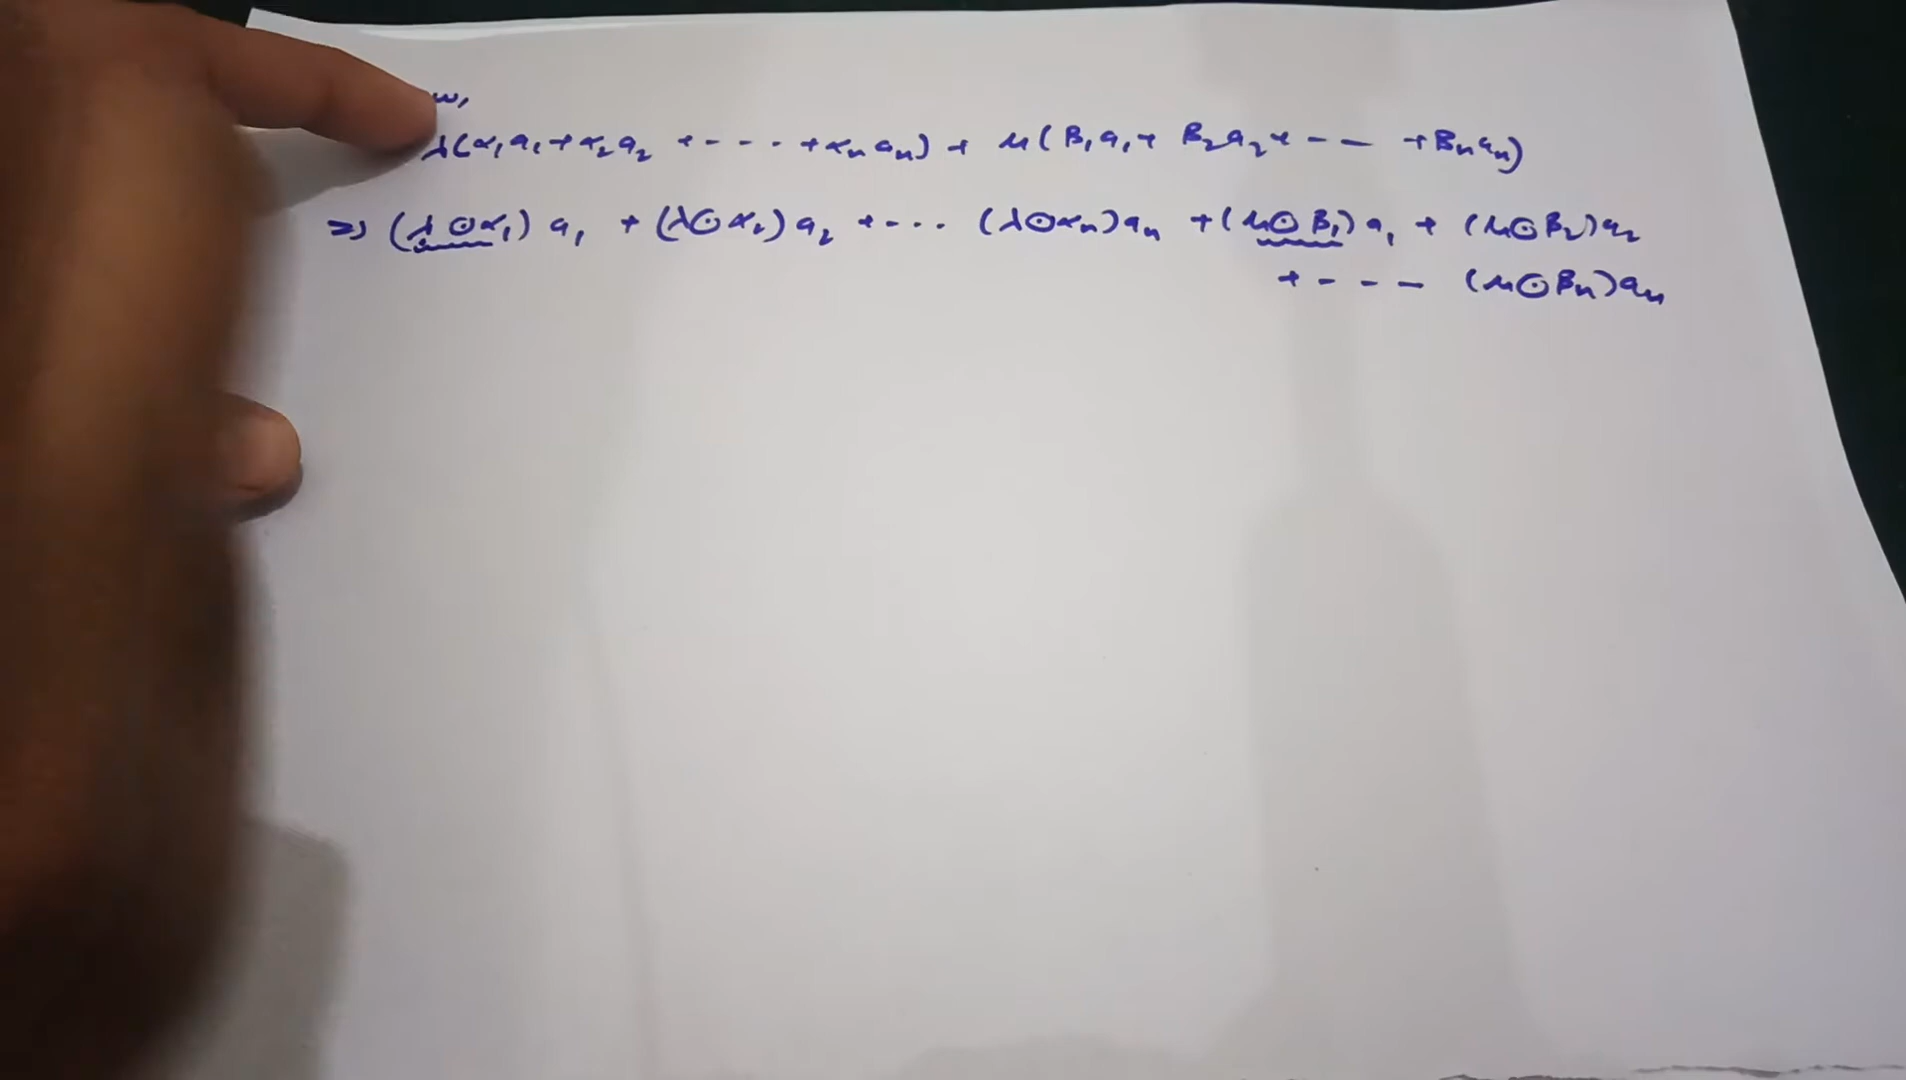 λ(α₁a₁+α₂a₂ +---- +αₙaₙ) + μ(β₁a₁+ β₂a₂+ --- +βₙaₙ)
=> (λ⊙α₁) a₁ + (λ⊙α₂) a₂ +... (λ⊙αₙ)aₙ +(μ⊙β₁)a₁ + (μ⊙β₂)a₂
+ - - - (μ⊙βₙ)aₙ